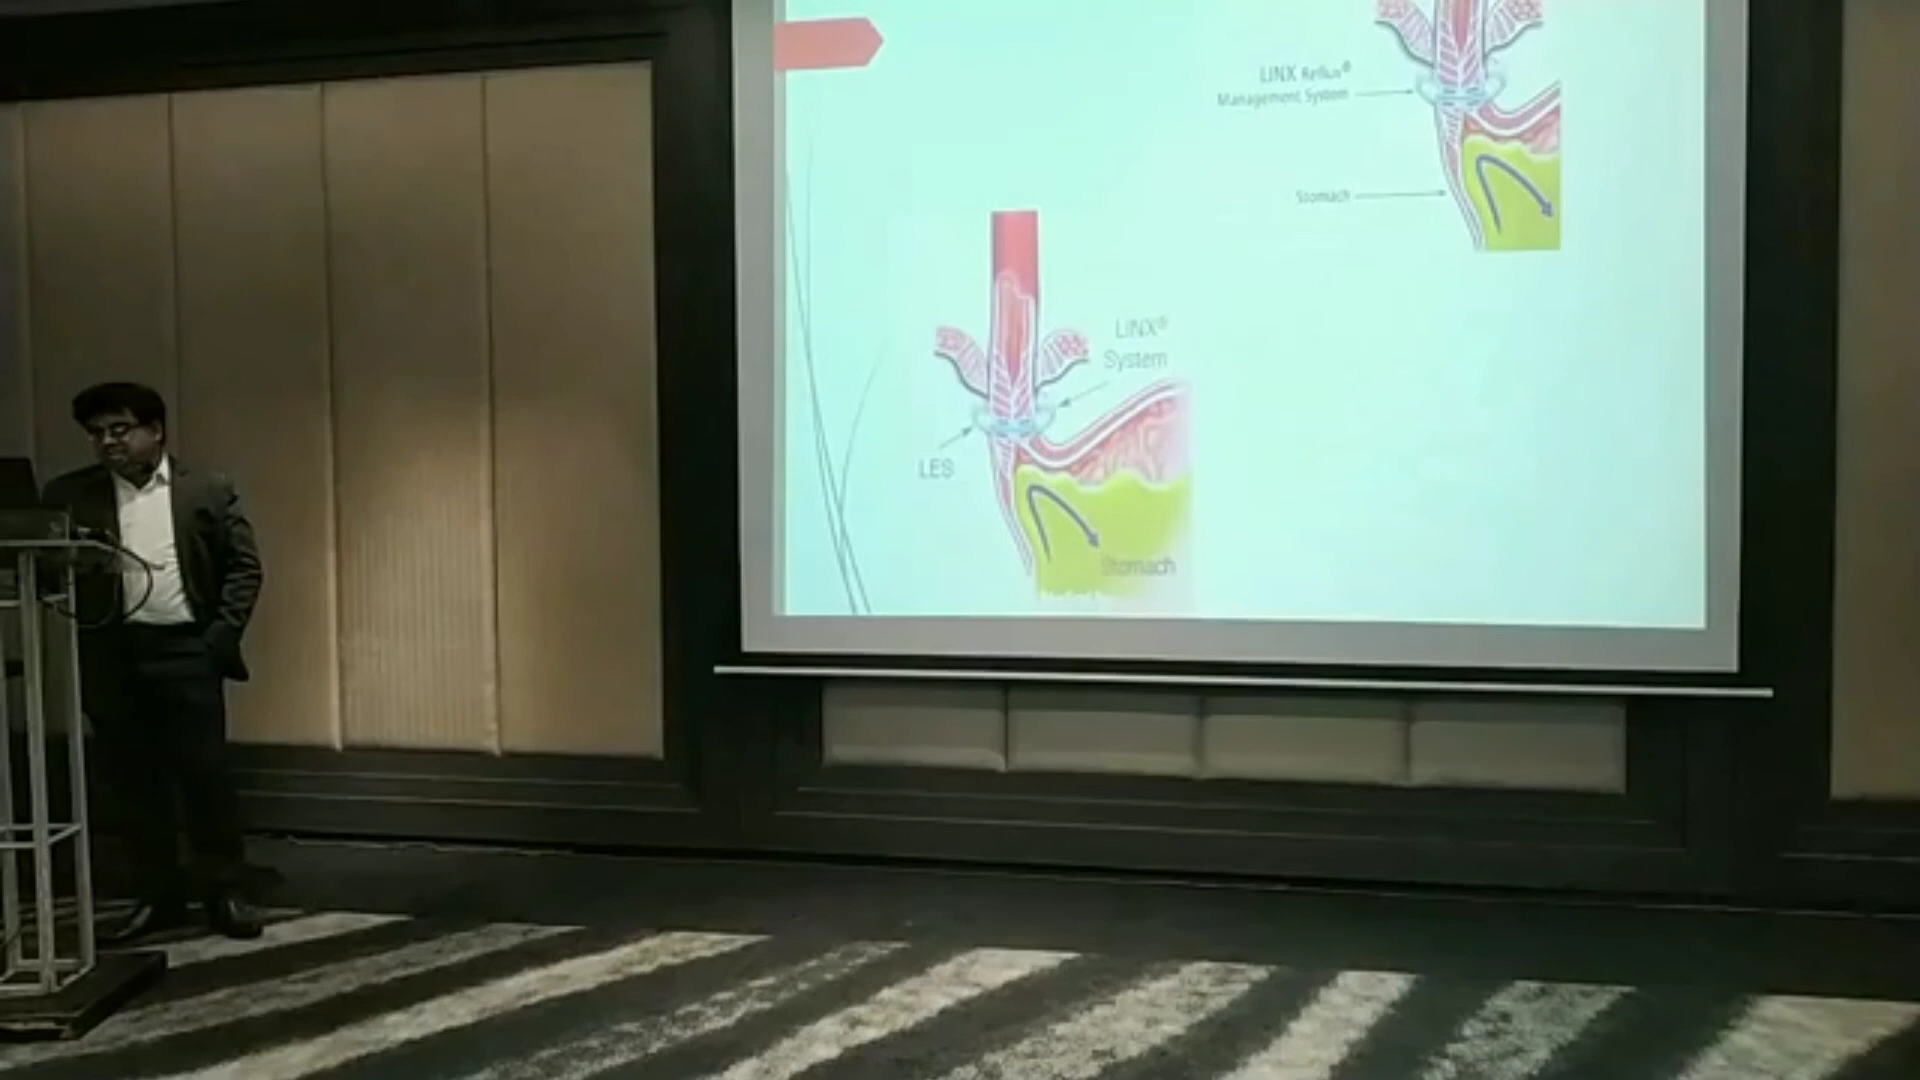 LINX Reflux®
Management System
Stomach
LINX®
System
LES
Stomach